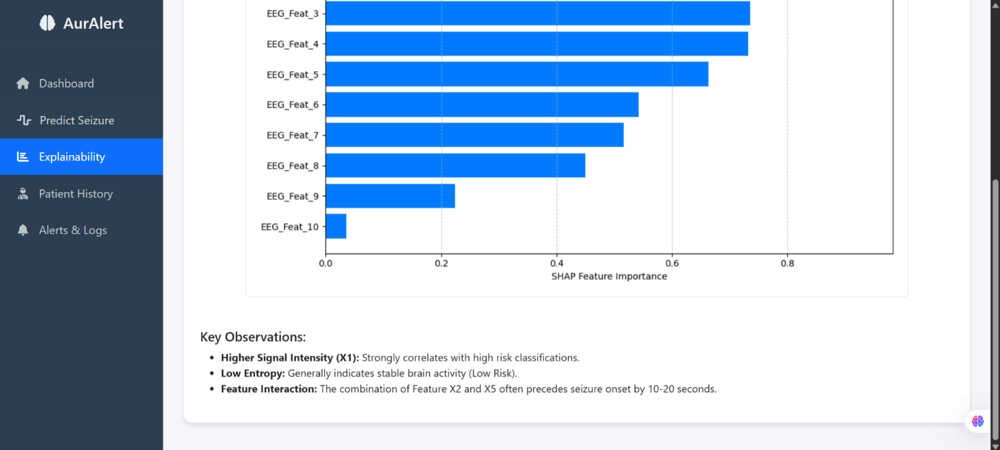 AurAlert
Dashboard
Predict Seizure
Explainability
Patient History
Alerts & Logs
EEG_Feat_3
EEG_Feat_4
EEG_Feat_5
EEG_Feat_6
EEG_Feat_7
EEG_Feat_8
EEG_Feat_9
EEG_Feat_10
0.0 0.2 0.4 0.6 0.8
SHAP Feature Importance
Key Observations:
• Higher Signal Intensity (X1): Strongly correlates with high risk classifications.
• Low Entropy: Generally indicates stable brain activity (Low Risk).
• Feature Interaction: The combination of Feature X2 and X5 often precedes seizure onset by 10-20 seconds.